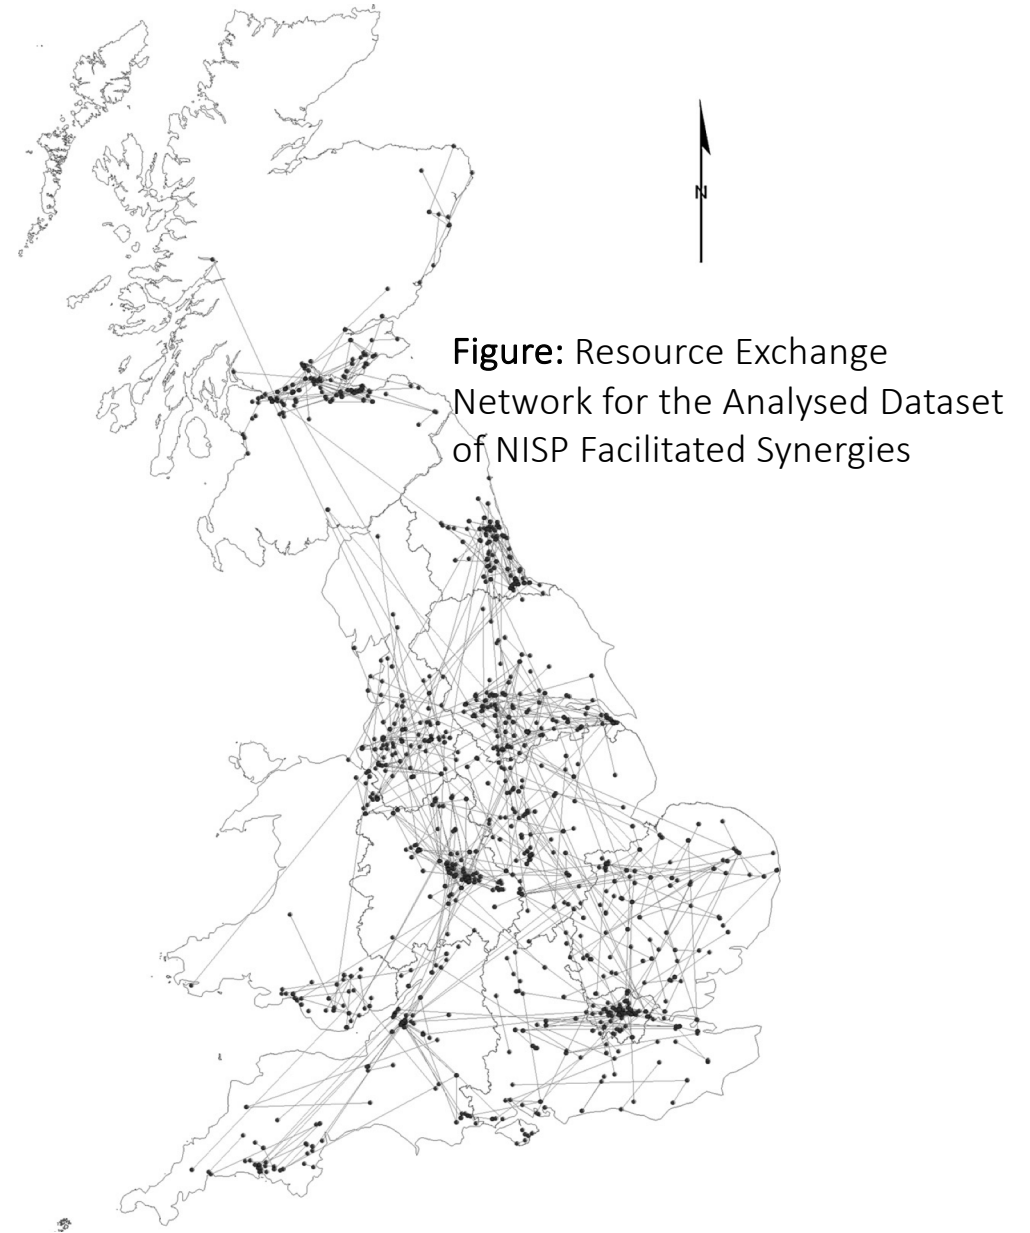 N
Figure: Resource Exchange
Network for the Analysed Dataset
of NISP Facilitated Synergies